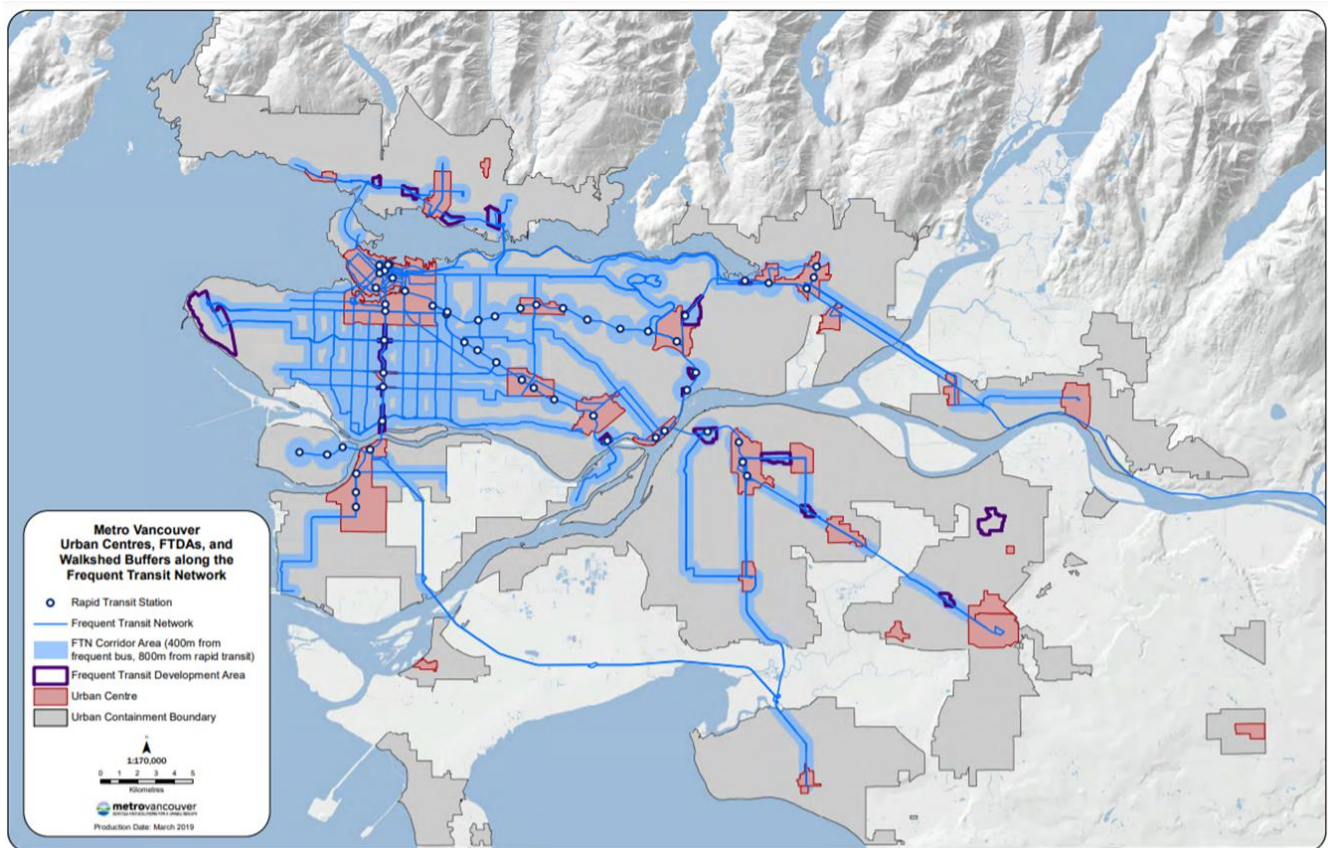 Metro Vancouver
Urban Centres, FTDAs, and
Walkshed Buffers along the
Frequent Transit Network
Rapid Transit Station
Frequent Transit Network
FTN Corridor Area (400m from
frequent bus, 800m from rapid transit)
Frequent Transit Development Area
Urban Centre
Urban Containment Boundary
1:170,000
0 1 2 3 4 5
Kilometres
metrovancouver
Production Date: March 2019